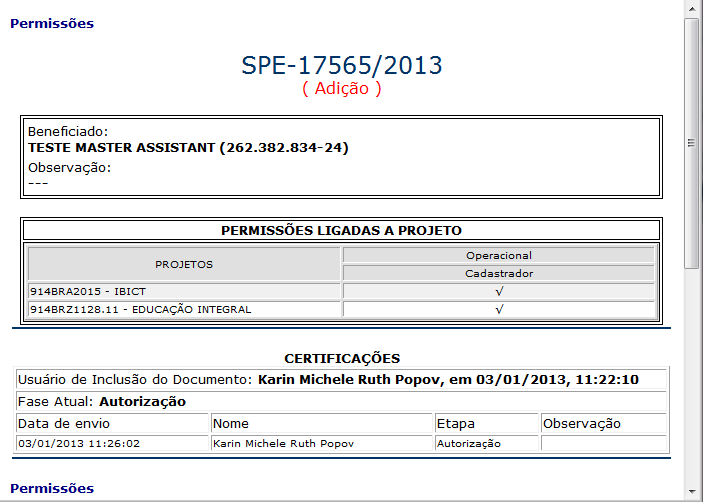 Permissões
SPE-17565/2013
( Adição )
Beneficiado:
TESTE MASTER ASSISTANT (262.382.834-24)
Observação:
---
PERMISSÕES LIGADAS A PROJETO
PROJETOS
Operacional
Cadastrador
914BRA2015 - IBICT √
914BRZ1128.11 - EDUCAÇÃO INTEGRAL √
CERTIFICAÇÕES
Usuário de Inclusão do Documento: Karin Michele Ruth Popov, em 03/01/2013, 11:22:10
Fase Atual: Autorização
Data de envio Nome Etapa Observação
03/01/2013 11:26:02 Karin Michele Ruth Popov Autorização
Permissões